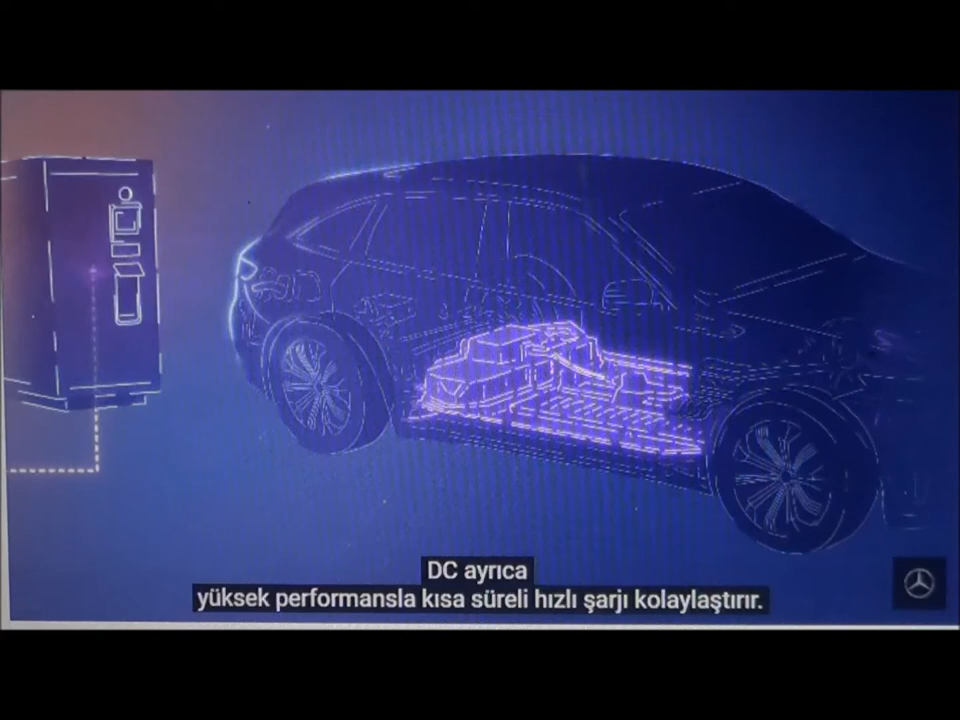 DC ayrıca
yüksek performansla kısa süreli hızlı şarjı kolaylaştırır.